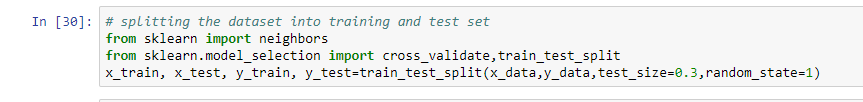 In [30]: # splitting the dataset into training and test set
from sklearn import neighbors
from sklearn.model_selection import cross_validate,train_test_split
x_train, x_test, y_train, y_test=train_test_split(x_data,y_data,test_size=0.3,random_state=1)